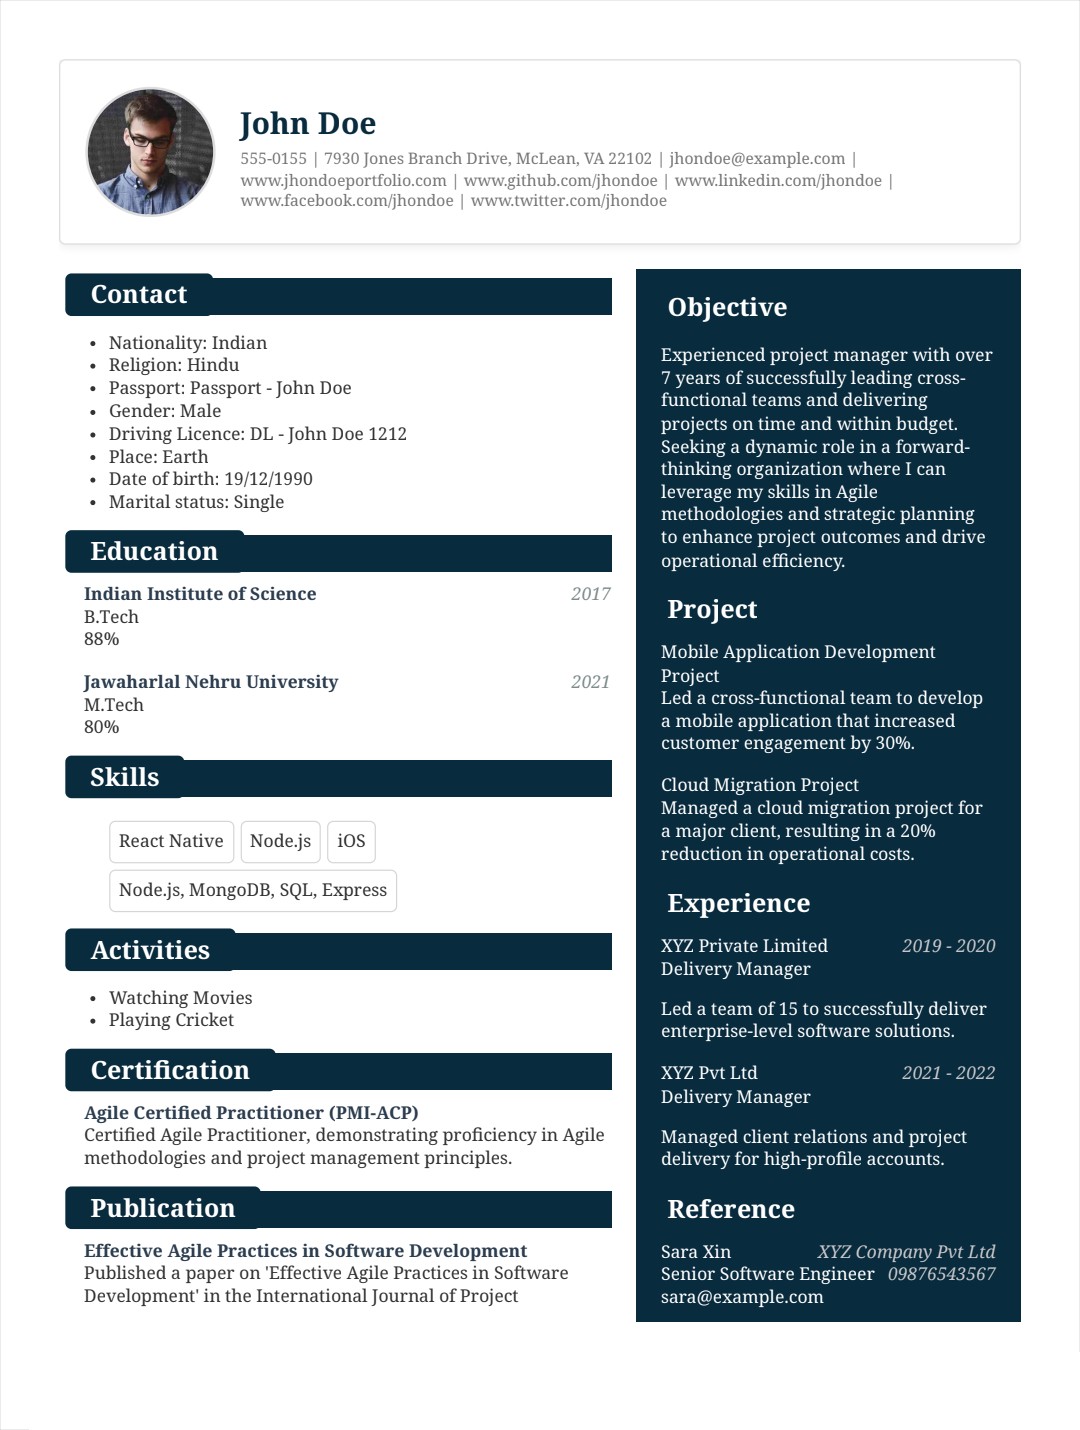 John Doe
555-0155 | 7930 Jones Branch Drive, McLean, VA 22102 | jhondoe@example.com |
www.jhondoeportfolio.com | www.github.com/jhondoe | www.linkedin.com/jhondoe |
www.facebook.com/jhondoe | www.twitter.com/jhondoe
Contact
• Nationality: Indian
• Religion: Hindu
• Passport: Passport - John Doe
• Gender: Male
• Driving Licence: DL - John Doe 1212
• Place: Earth
• Date of birth: 19/12/1990
• Marital status: Single
Education
Indian Institute of Science 2017
B.Tech
88%
Jawaharlal Nehru University 2021
M.Tech
80%
Skills
React Native Node.js iOS
Node.js, MongoDB, SQL, Express
Activities
• Watching Movies
• Playing Cricket
Certification
Agile Certified Practitioner (PMI-ACP)
Certified Agile Practitioner, demonstrating proficiency in Agile
methodologies and project management principles.
Publication
Effective Agile Practices in Software Development
Published a paper on 'Effective Agile Practices in Software
Development' in the International Journal of Project
Objective
Experienced project manager with over
7 years of successfully leading cross-
functional teams and delivering
projects on time and within budget.
Seeking a dynamic role in a forward-
thinking organization where I can
leverage my skills in Agile
methodologies and strategic planning
to enhance project outcomes and drive
operational efficiency.
Project
Mobile Application Development
Project
Led a cross-functional team to develop
a mobile application that increased
customer engagement by 30%.
Cloud Migration Project
Managed a cloud migration project for
a major client, resulting in a 20%
reduction in operational costs.
Experience
XYZ Private Limited 2019 - 2020
Delivery Manager
Led a team of 15 to successfully deliver
enterprise-level software solutions.
XYZ Pvt Ltd 2021 - 2022
Delivery Manager
Managed client relations and project
delivery for high-profile accounts.
Reference
Sara Xin XYZ Company Pvt Ltd
Senior Software Engineer 09876543567
sara@example.com